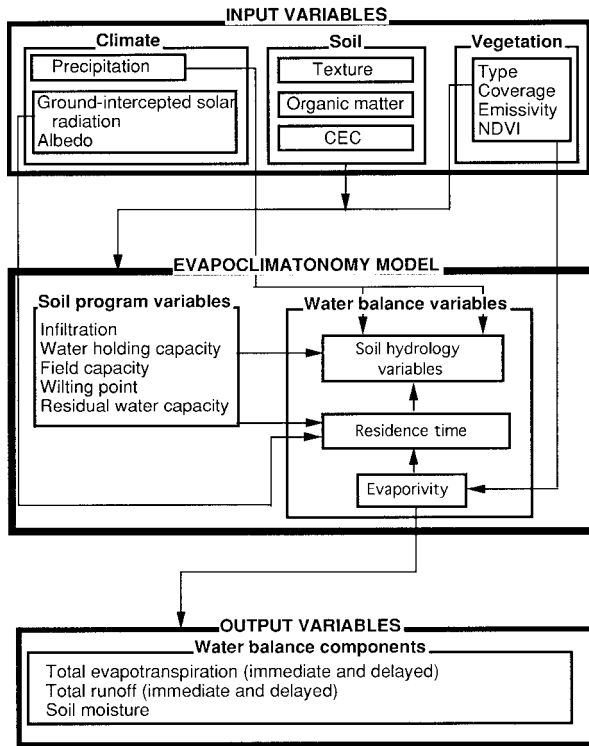 INPUT VARIABLES
Climate
Precipitation
Ground-intercepted solar
radiation
Albedo
Soil
Texture
Organic matter
CEC
Vegetation
Type
Coverage
Emissivity
NDVI
EVAPOCLIMATONOMY MODEL
Soil program variables
Infiltration
Water holding capacity
Field capacity
Wilting point
Residual water capacity
Water balance variables
Soil hydrology
variables
Residence time
Evaporivity
OUTPUT VARIABLES
Water balance components
Total evapotranspiration (immediate and delayed)
Total runoff (immediate and delayed)
Soil moisture